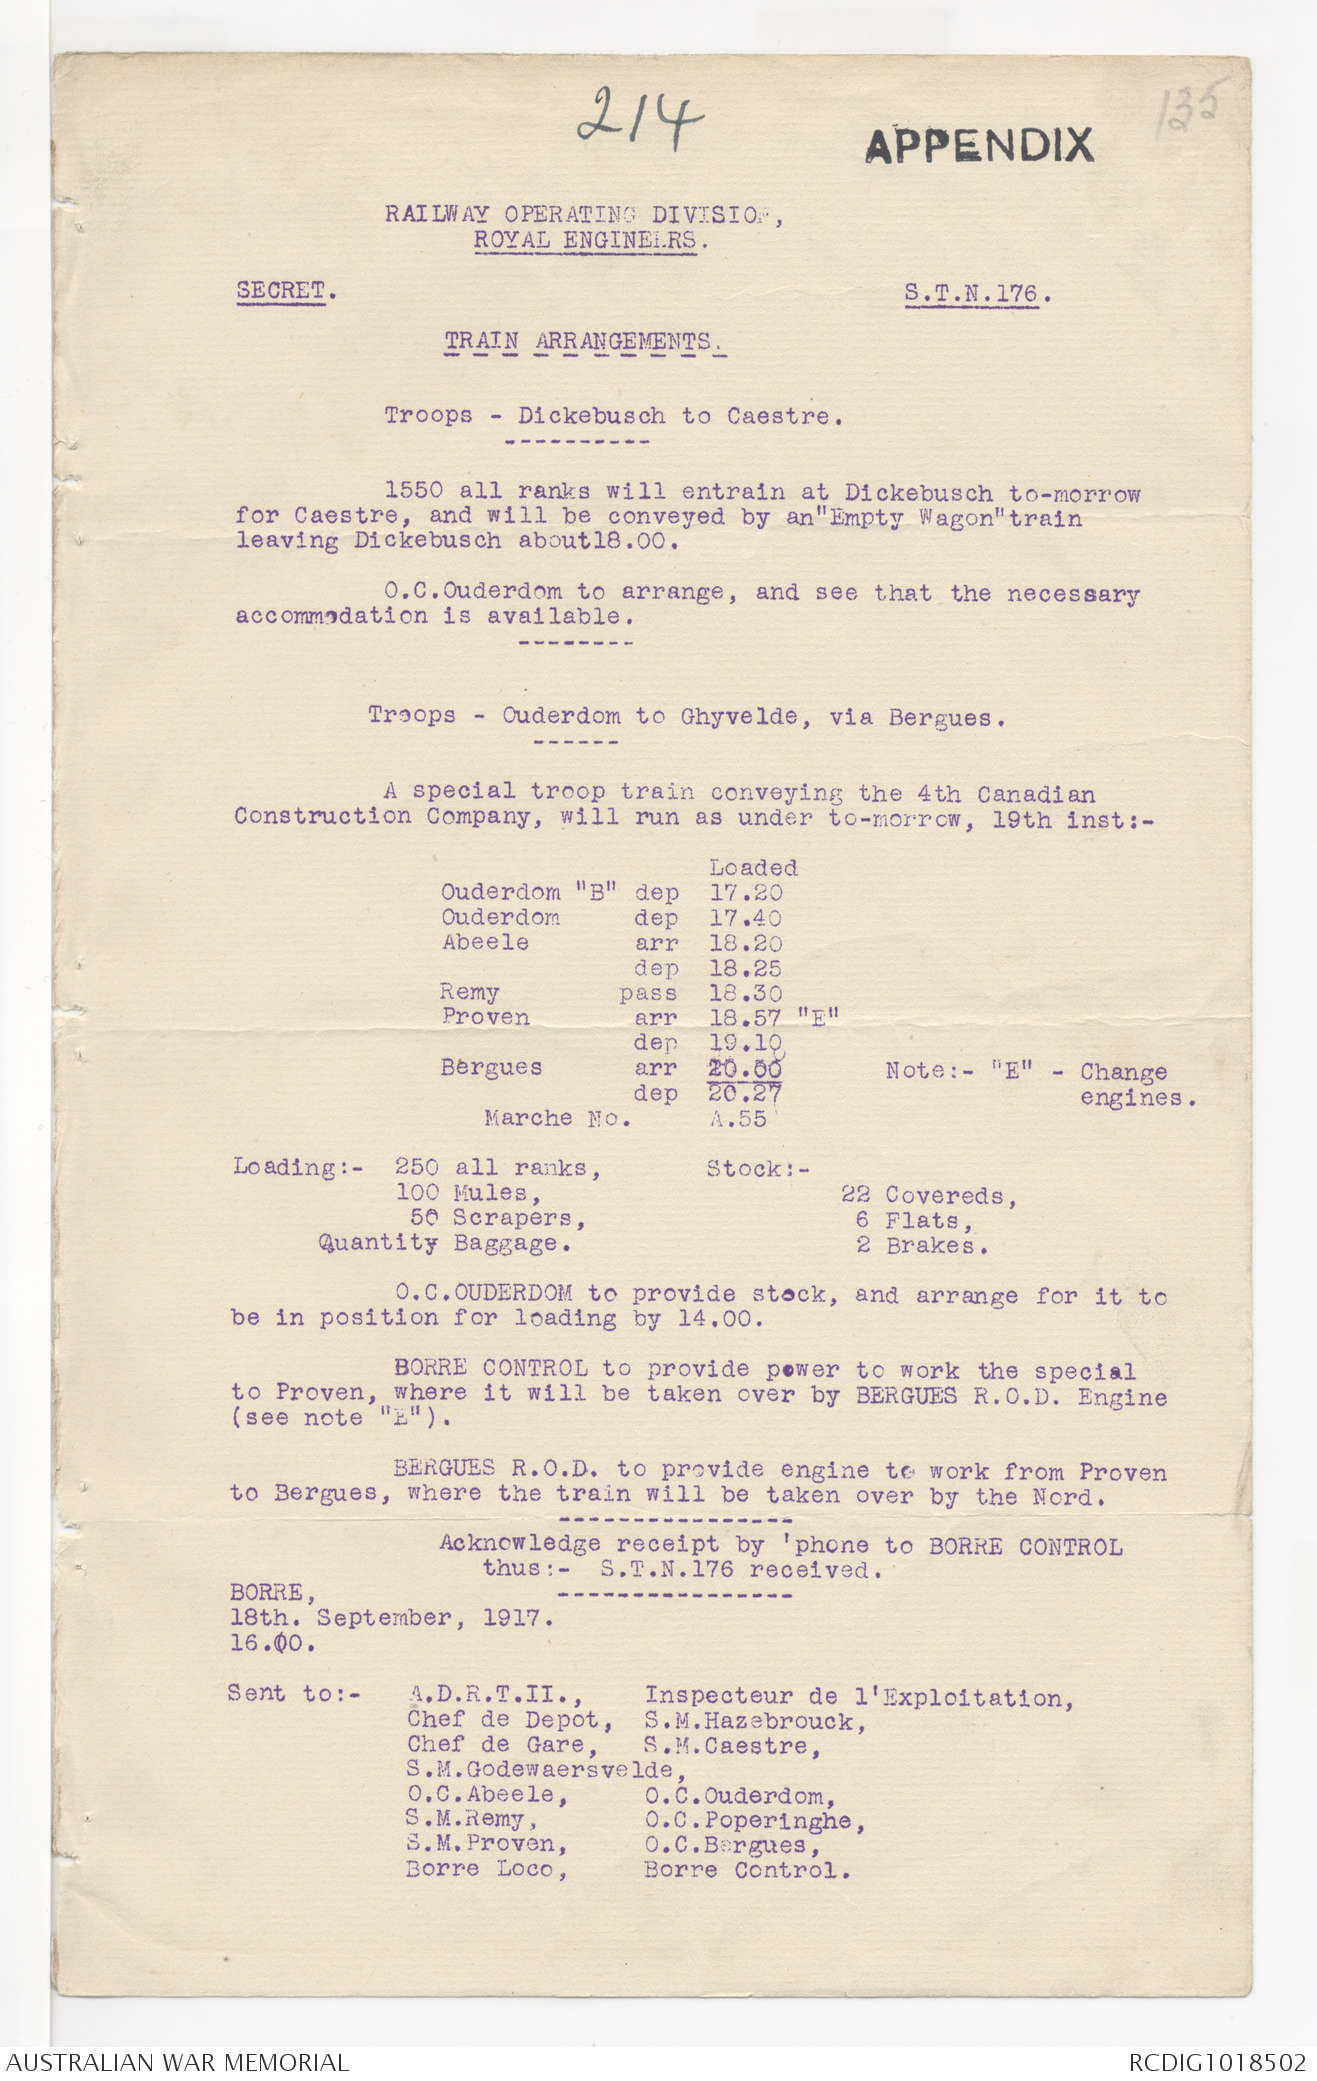 214
135
APPENDIX
RAILWAY OPERATING DIVISION,
ROYAL ENGINEERS.
SECRET. S.T.N.176.
TRAIN ARRANGEMENTS.
Troops - Dickebusch to Caestre.
1550 all ranks will entrain at Dickebusch to-morrow
for Caestre, and will be conveyed by an"Empty Wagon"train
leaving Dickebusch about18.00.
O.C.Ouderdom to arrange, and see that the necessary
accommodation is available.
Troops - Ouderdom to Ghyvelde, via Bergues.
A special troop train conveying the 4th Canadian
Construction Company, will run as under to-morrow, 19th inst:-
Loaded
Ouderdom "B" dep 17.20
Ouderdom dep 17.40
Abeele arr 18.20
dep 18.25
Remy pass 18.30
Proven arr 18.57 "E"
dep 19.10
Bergues arr 20.00 Note:- "E" - Change
dep 20.27 engines.
Marche No. A.55
Loading:- 250 all ranks, Stock:-
100 Mules, 22 Covereds,
50 Scrapers, 6 Flats,
Quantity Baggage. 2 Brakes.
O.C.OUDERDOM to provide stock, and arrange for it to
be in position for loading by 14.00.
BORRE CONTROL to provide power to work the special
to Proven, where it will be taken over by BERGUES R.O.D. Engine
(see note "E").
BERGUES R.O.D. to provide engine to work from Proven
to Bergues, where the train will be taken over by the Nord.
Acknowledge receipt by 'phone to BORRE CONTROL
thus:- S.T.N.176 received.
BORRE,
18th. September, 1917.
16.00.
Sent to:- A.D.R.T.II., Inspecteur de l'Exploitation,
Chef de Depot, S.M.Hazebrouck,
Chef de Gare, S.M.Caestre,
S.M.Godewaersvelde,
O.C.Abeele, O.C.Ouderdom,
S.M.Remy, O.C.Poperinghe,
S.M.Proven, O.C.Bergues,
Borre Loco, Borre Control.
AUSTRALIAN WAR MEMORIAL RCDIG1018502